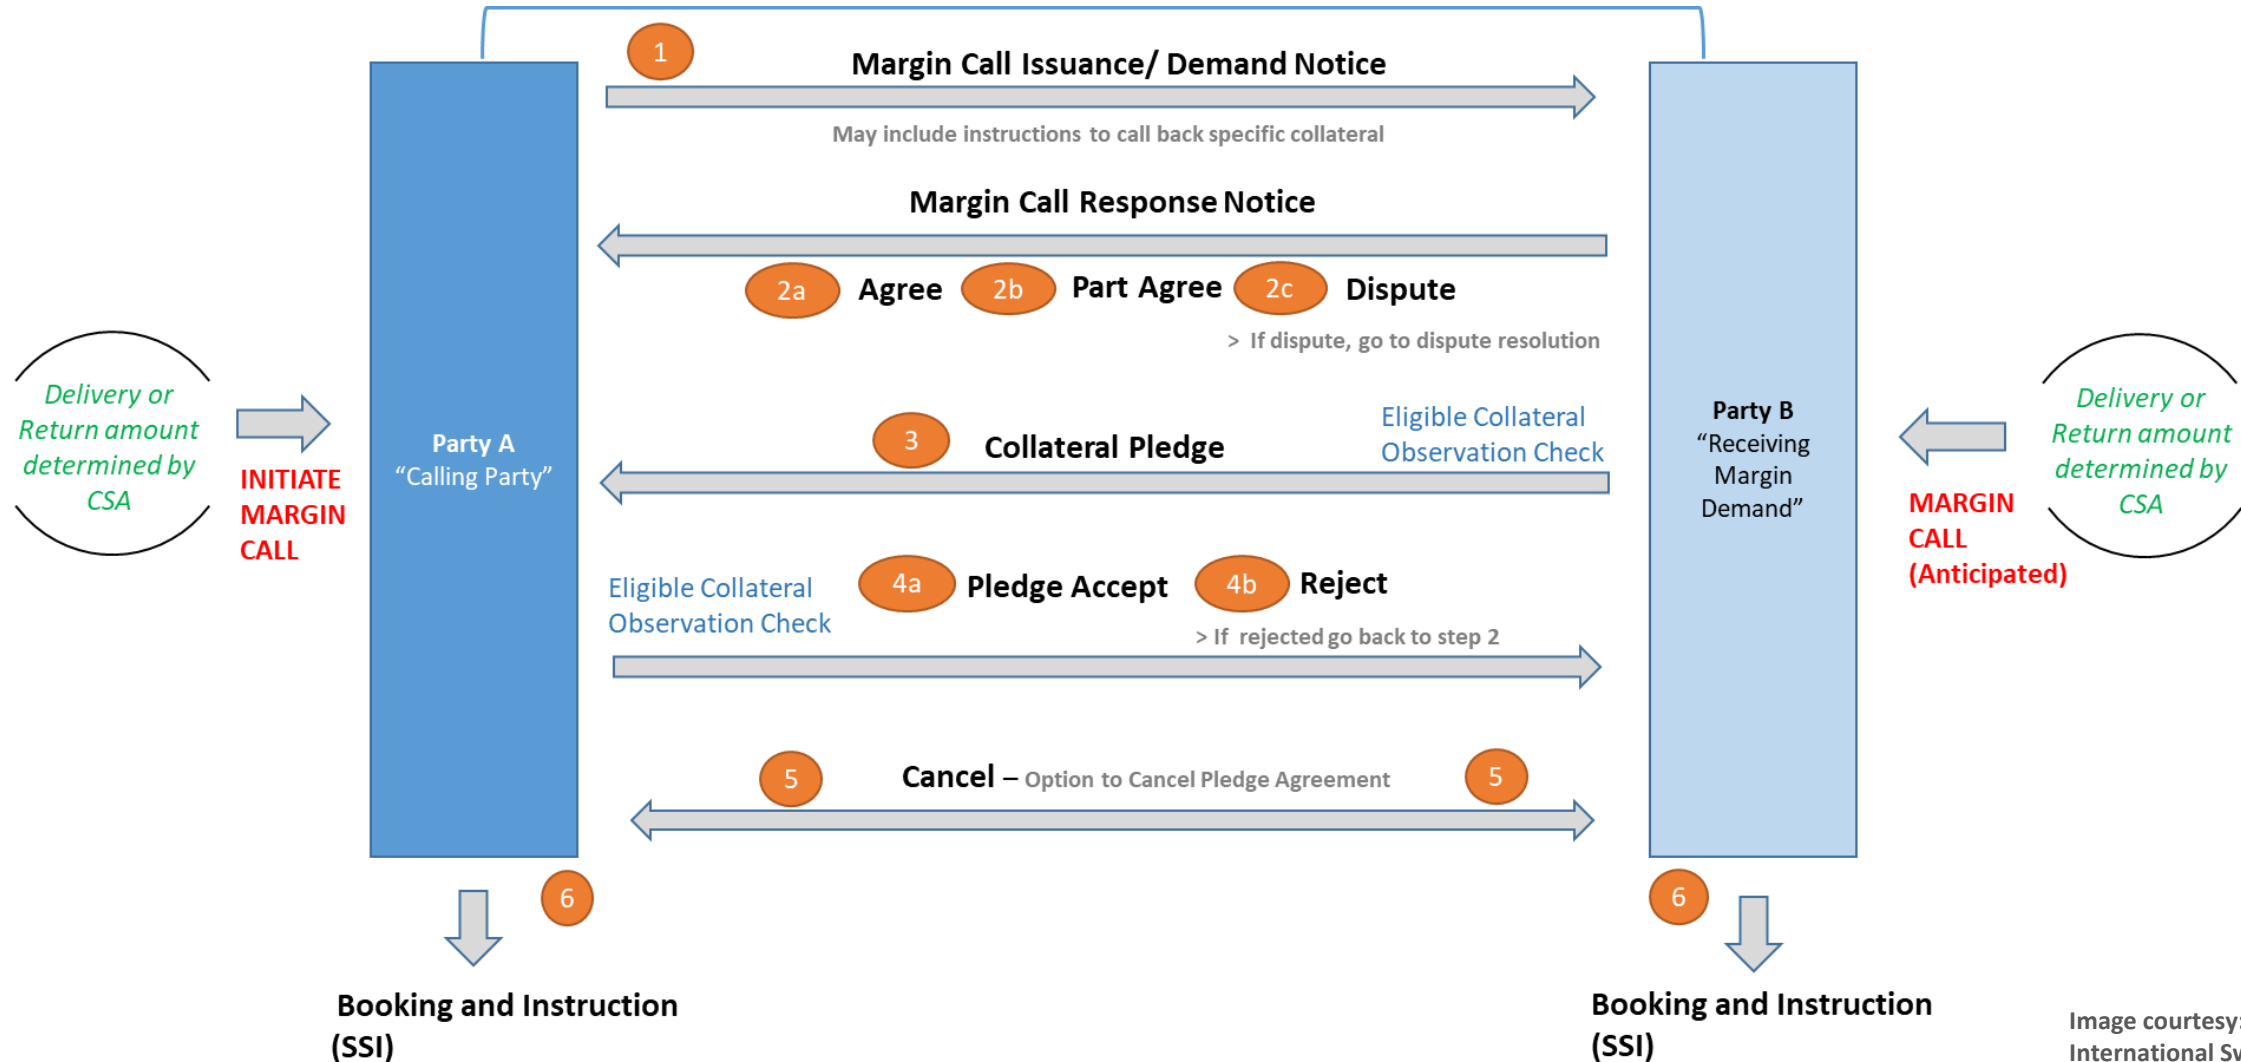 1
Margin Call Issuance/ Demand Notice
May include instructions to call back specific collateral
Margin Call Response Notice
2a Agree 2b Part Agree 2c Dispute
> If dispute, go to dispute resolution
Delivery or
Return amount
determined by
CSA
INITIATE
MARGIN
CALL
Party A
“Calling Party”
3 Collateral Pledge
Eligible Collateral
Observation Check
Party B
“Receiving
Margin
Demand”
Delivery or
Return amount
determined by
CSA
MARGIN
CALL
(Anticipated)
Eligible Collateral
Observation Check
4a Pledge Accept 4b Reject
> If rejected go back to step 2
5 Cancel – Option to Cancel Pledge Agreement 5
6
6
Booking and Instruction
(SSI)
Booking and Instruction
(SSI)
Image courtesy:
International